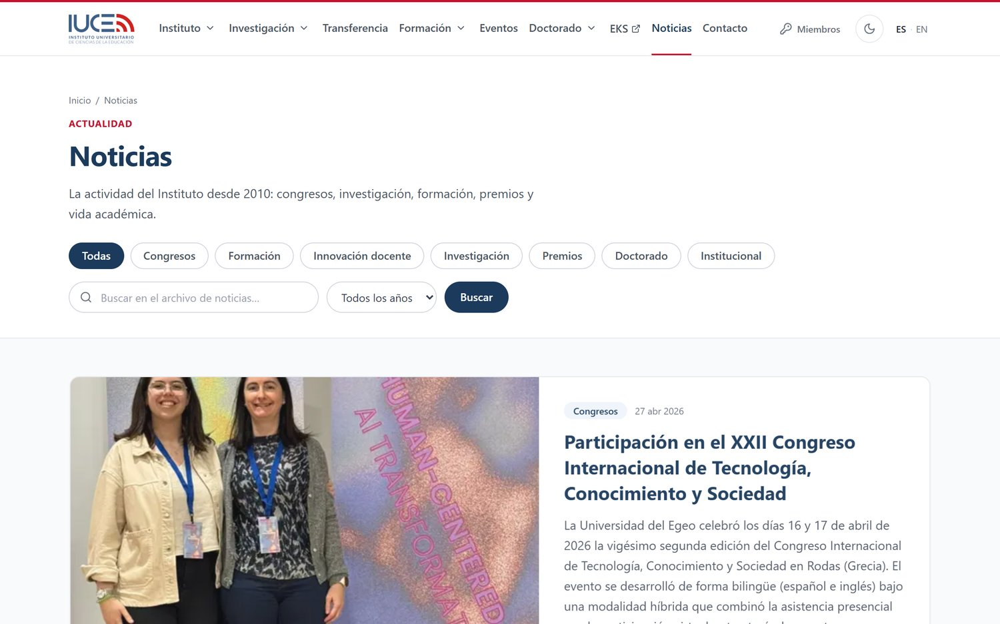 IUCE
INSTITUTO UNIVERSITARIO
DE CIENCIAS DE LA EDUCACIÓN
Instituto
Investigación
Transferencia
Formación
Eventos
Doctorado
EKS
Noticias
Contacto
Miembros
ES · EN
Inicio / Noticias
ACTUALIDAD
Noticias
La actividad del Instituto desde 2010: congresos, investigación, formación, premios y
vida académica.
Todas
Congresos
Formación
Innovación docente
Investigación
Premios
Doctorado
Institucional
Buscar en el archivo de noticias...
Todos los años
Buscar
HUMAN-CENTERED
AI TRANSFORMAT
Congresos
27 abr 2026
Participación en el XXII Congreso
Internacional de Tecnología,
Conocimiento y Sociedad
La Universidad del Egeo celebró los días 16 y 17 de abril de
2026 la vigésimo segunda edición del Congreso Internacional
de Tecnología, Conocimiento y Sociedad en Rodas (Grecia). El
evento se desarrolló de forma bilingüe (español e inglés) bajo
una modalidad híbrida que combinó la asistencia presencial